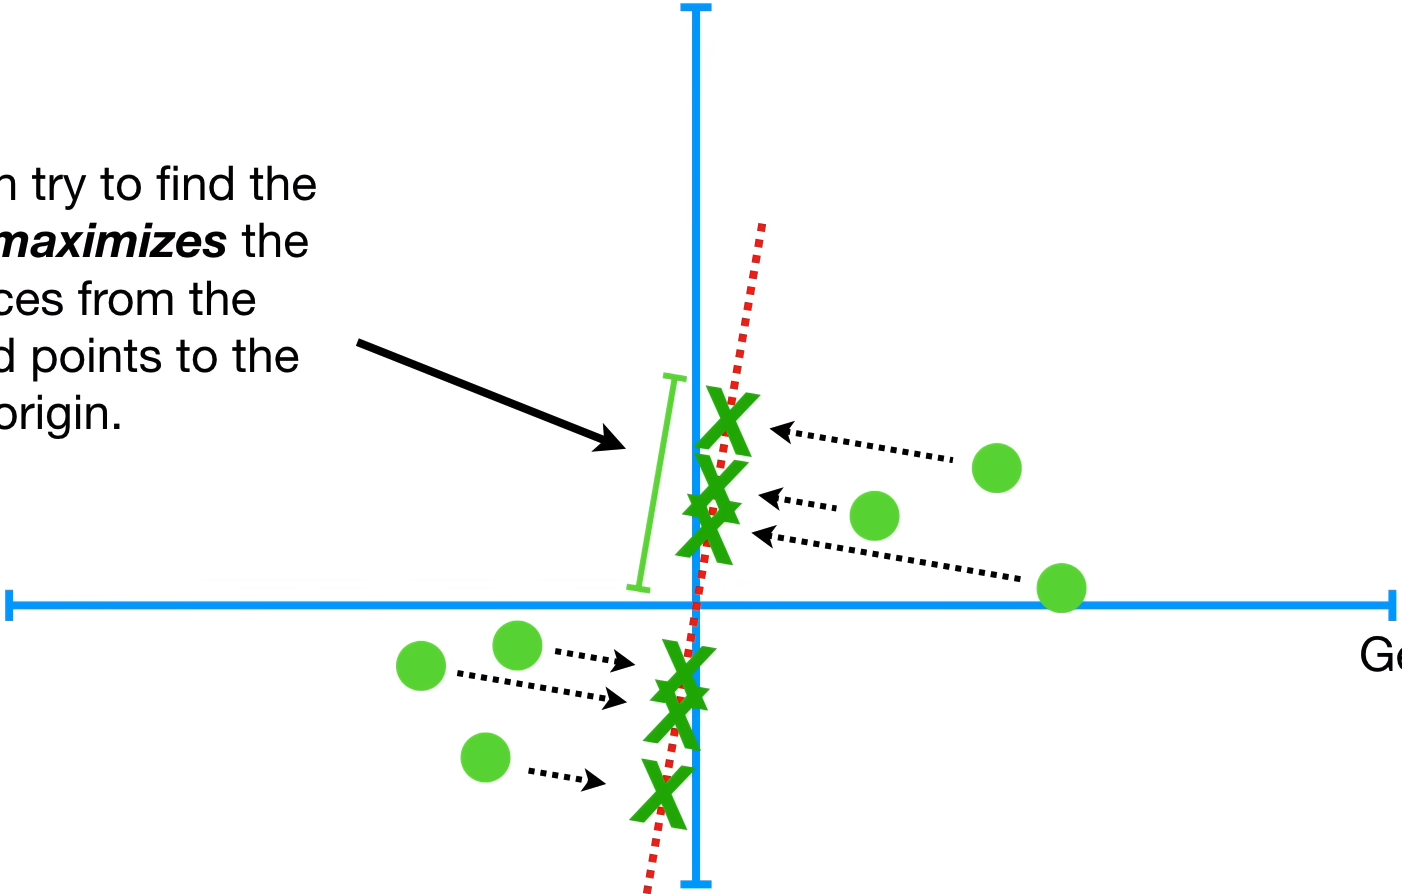 n try to find the
maximizes the
ces from the
d points to the
origin.
Ge